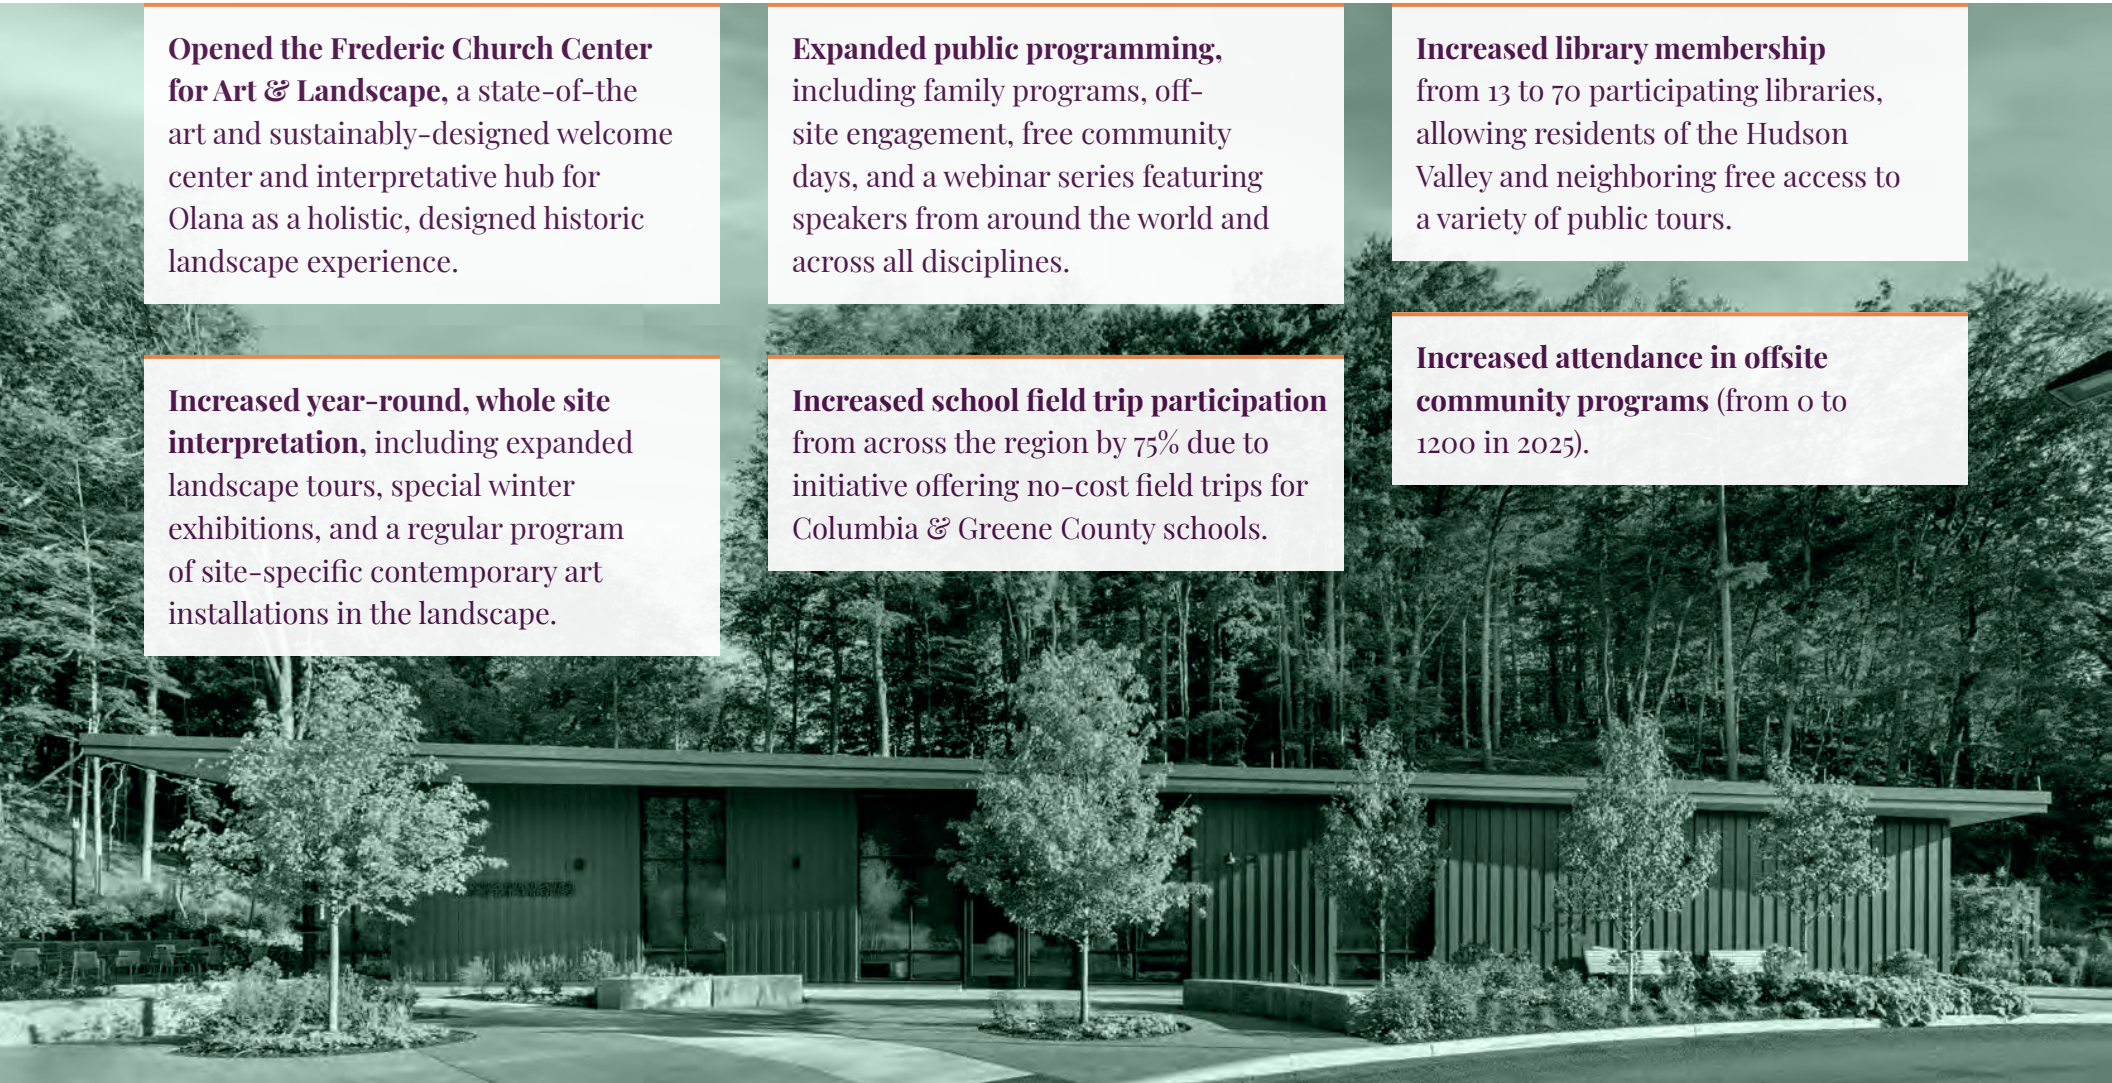 Opened the Frederic Church Center
for Art & Landscape, a state-of-the
art and sustainably-designed welcome
center and interpretative hub for
Olana as a holistic, designed historic
landscape experience.
Increased year-round, whole site
interpretation, including expanded
landscape tours, special winter
exhibitions, and a regular program
of site-specific contemporary art
installations in the landscape.
Expanded public programming,
including family programs, off-
site engagement, free community
days, and a webinar series featuring
speakers from around the world and
across all disciplines.
Increased school field trip participation
from across the region by 75% due to
initiative offering no-cost field trips for
Columbia & Greene County schools.
Increased library membership
from 13 to 70 participating libraries,
allowing residents of the Hudson
Valley and neighboring free access to
a variety of public tours.
Increased attendance in offsite
community programs (from 0 to
1200 in 2025).